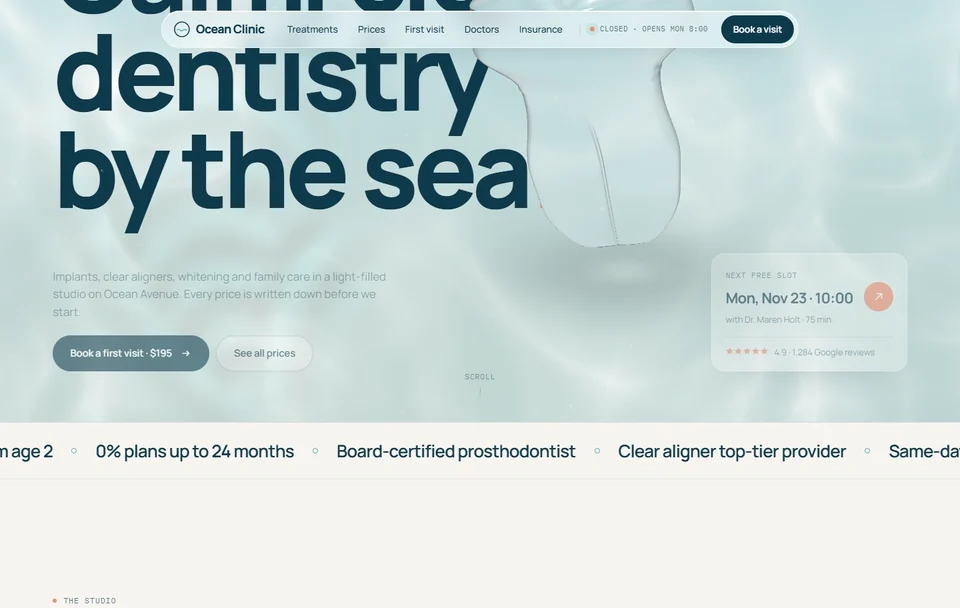 Ocean Clinic
Treatments
Prices
First visit
Doctors
Insurance
CLOSED · OPENS MON 8:00
Book a visit
dentistry
by the sea.
Implants, clear aligners, whitening and family care in a light-filled
studio on Ocean Avenue. Every price is written down before we
start.
Book a first visit · $195 →
See all prices
NEXT FREE SLOT
Mon, Nov 23 · 10:00
with Dr. Maren Holt · 75 min
★★★★★ 4.9 · 1,284 Google reviews
SCROLL
age 2 ○ 0% plans up to 24 months ○ Board-certified prosthodontist ○ Clear aligner top-tier provider ○ Same-da
THE STUDIO